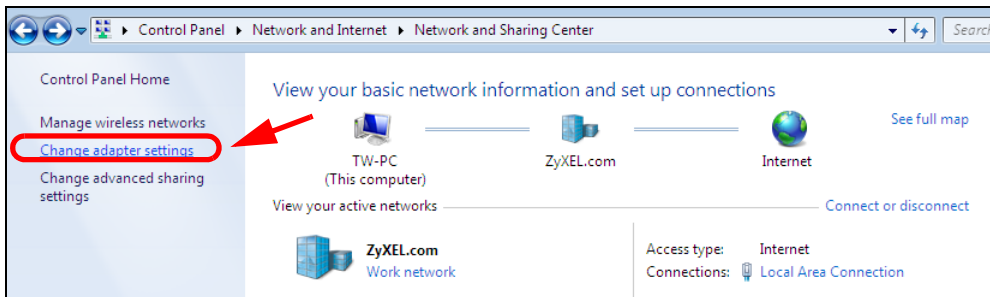 Control Panel ▸ Network and Internet ▸ Network and Sharing Center
Search
Control Panel Home
Manage wireless networks
Change adapter settings
Change advanced sharing
settings
View your basic network information and set up connections
See full map
TW-PC
(This computer)
ZyXEL.com
Internet
View your active networks
Connect or disconnect
ZyXEL.com
Work network
Access type: Internet
Connections: Local Area Connection